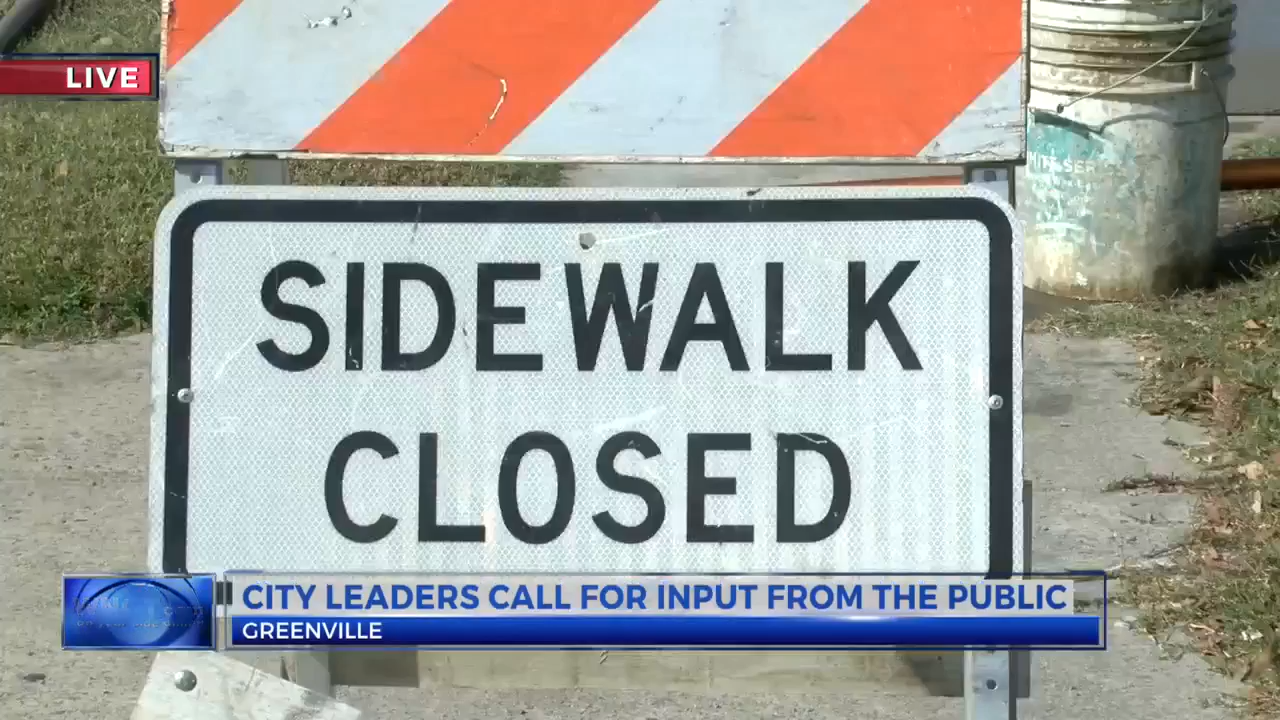 LIVE
SIDEWALK
CLOSED
CITY LEADERS CALL FOR INPUT FROM THE PUBLIC
GREENVILLE